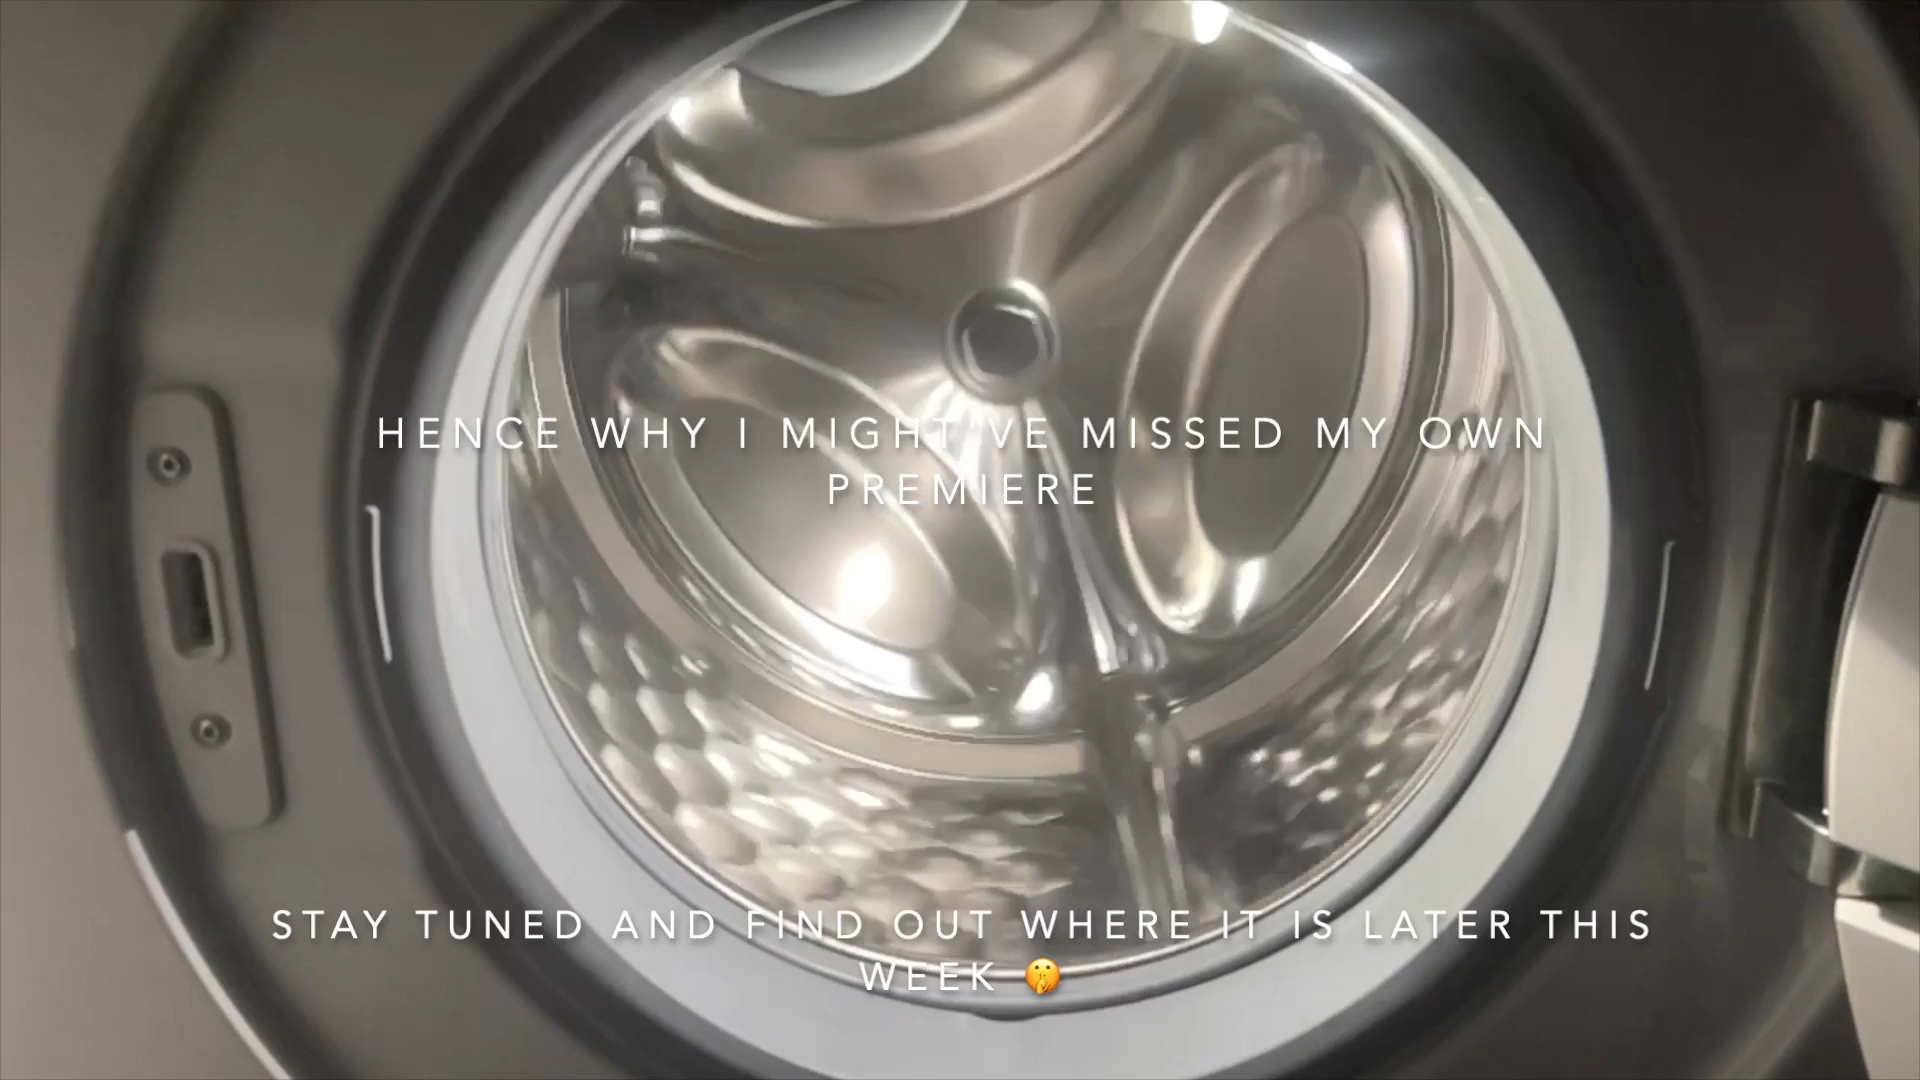 HENCE WHY I MIGHT'VE MISSED MY OWN
PREMIERE
STAY TUNED AND FIND OUT WHERE IT IS LATER THIS
WEEK 🤫